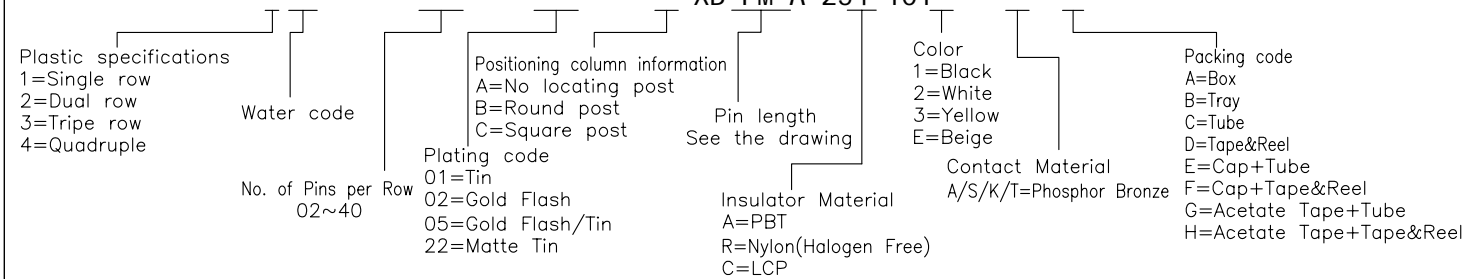 Plastic specifications
1=Single row
2=Dual row
3=Tripe row
4=Quadruple
Water code
No. of Pins per Row
02~40
Plating code
01=Tin
02=Gold Flash
05=Gold Flash/Tin
22=Matte Tin
Positioning column information
A=No locating post
B=Round post
C=Square post
Pin length
See the drawing
Insulator Material
A=PBT
R=Nylon(Halogen Free)
C=LCP
Color
1=Black
2=White
3=Yellow
E=Beige
Contact Material
A/S/K/T=Phosphor Bronze
Packing code
A=Box
B=Tray
C=Tube
D=Tape&Reel
E=Cap+Tube
F=Cap+Tape&Reel
G=Acetate Tape+Tube
H=Acetate Tape+Tape&Reel